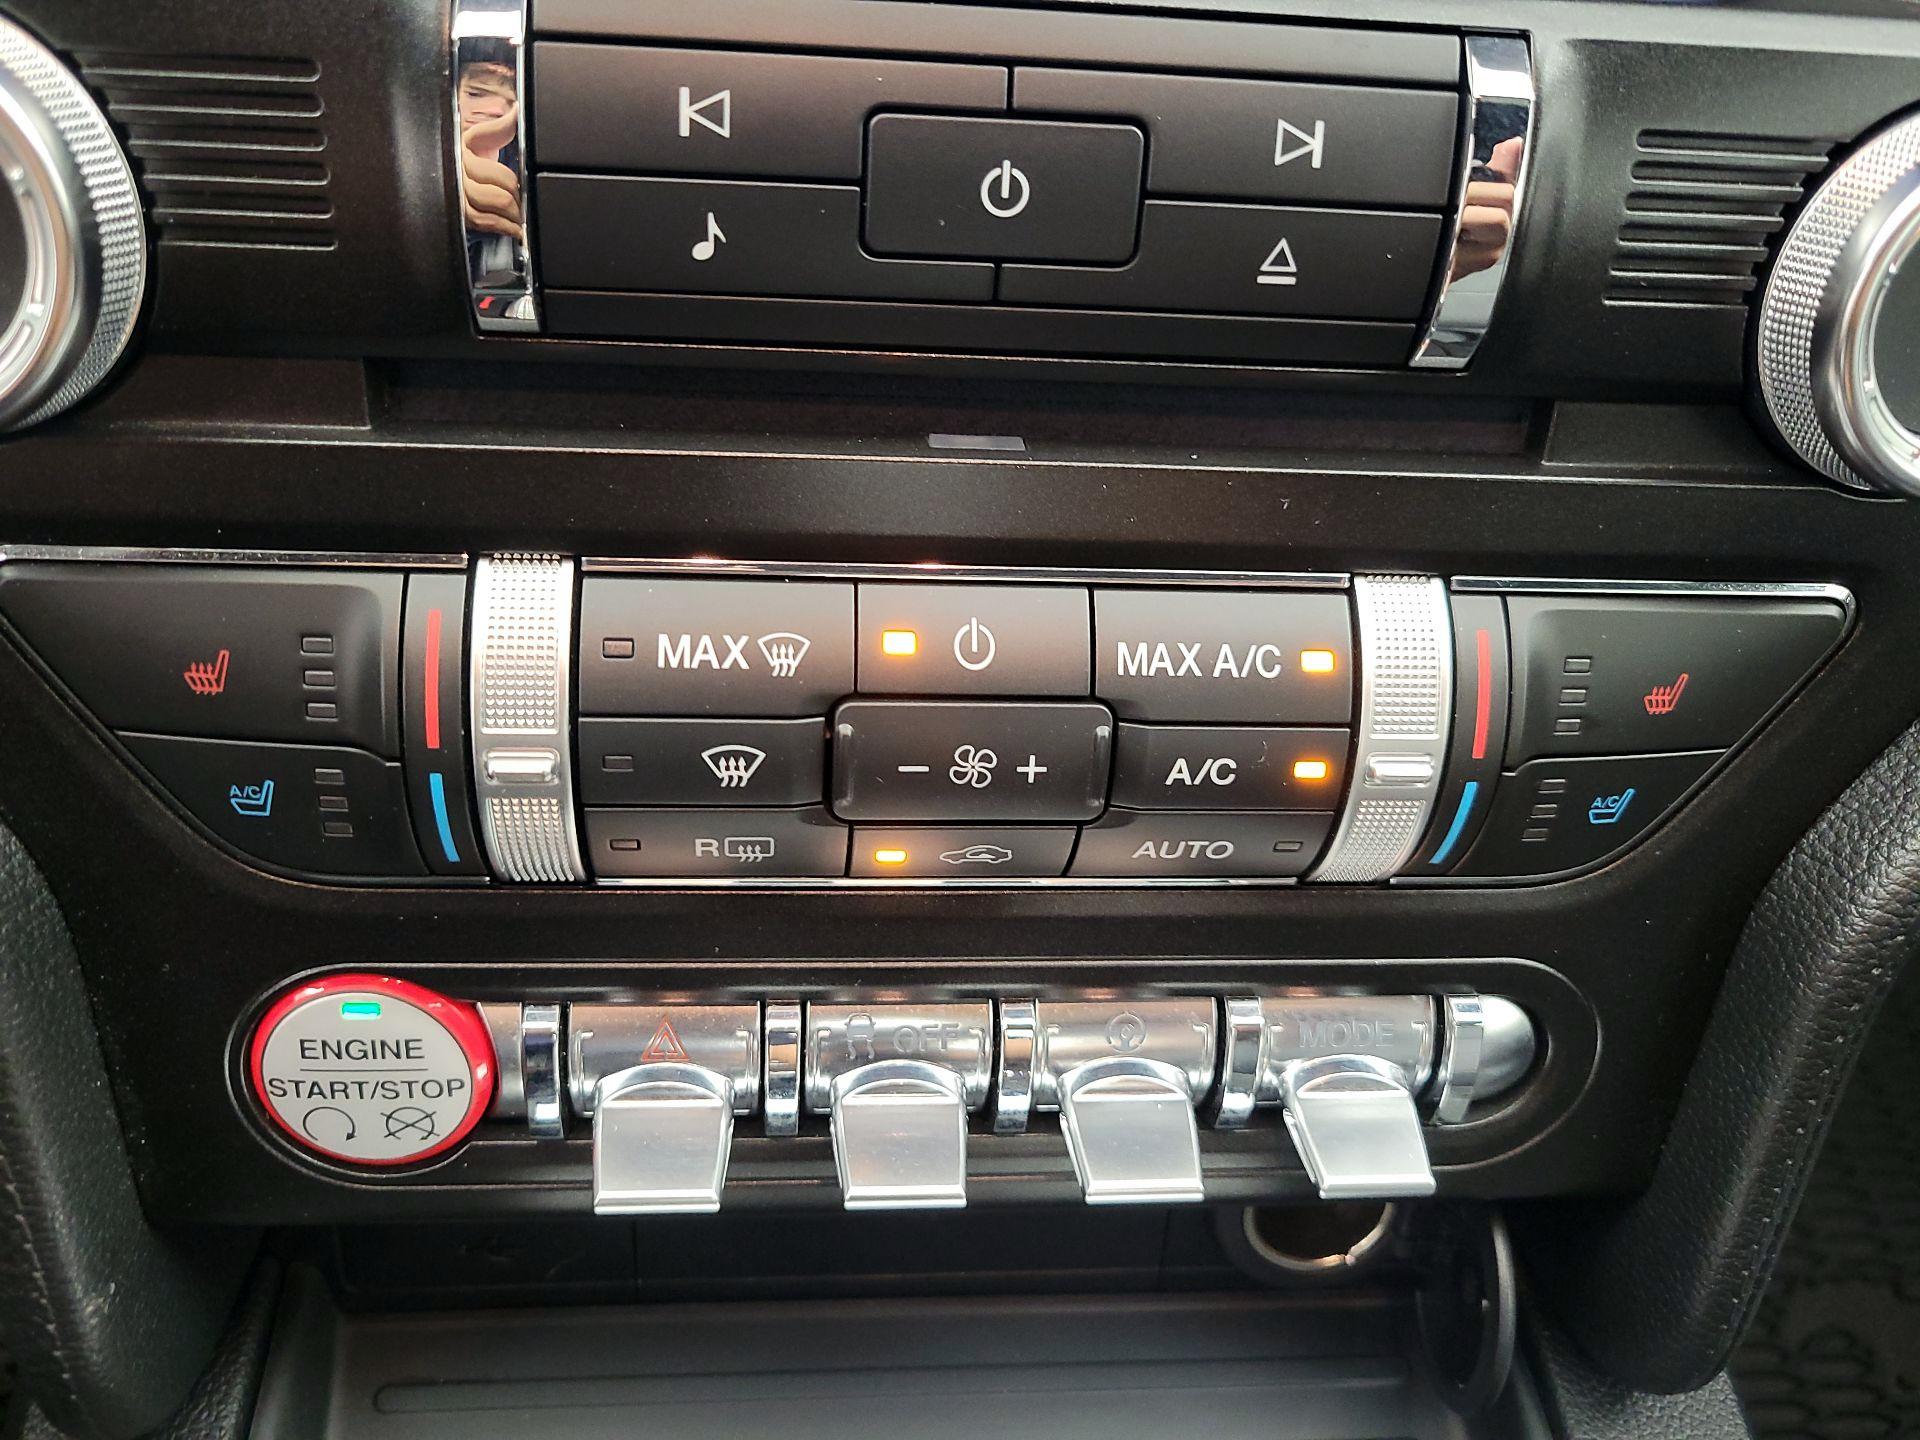 MAX
MAX A/C
A/C
A/C
A/C
R
AUTO
ENGINE
START/STOP
OFF
MODE